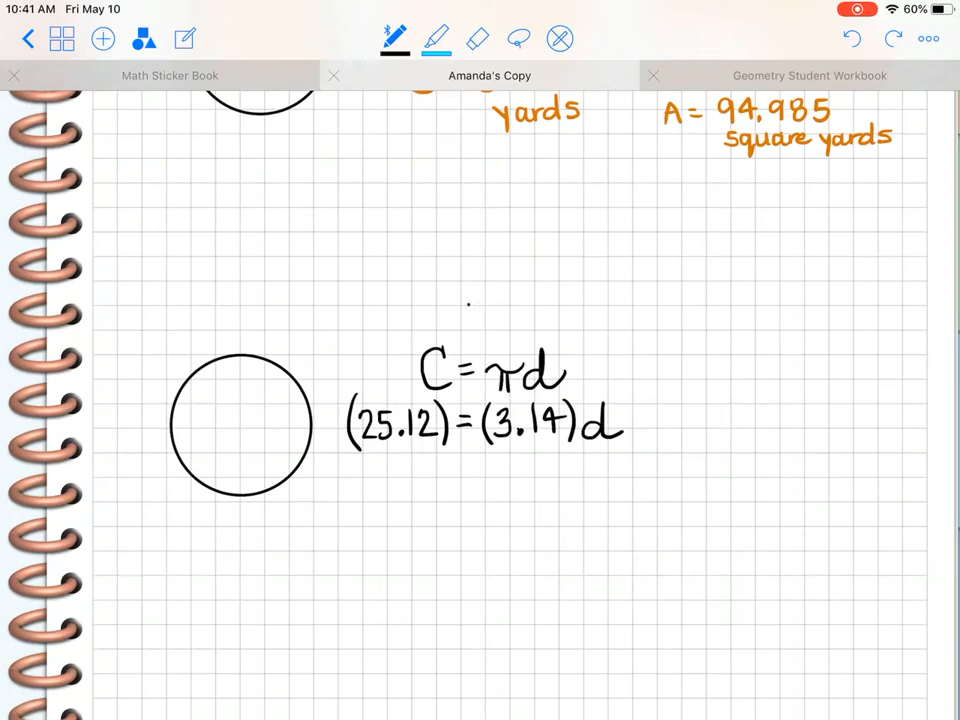 10:41 AM Fri May 10
60%
Math Sticker Book
Amanda's Copy
Geometry Student Workbook
yards
A = 94.985
square yards
C = πd
(25.12) = (3.14)d